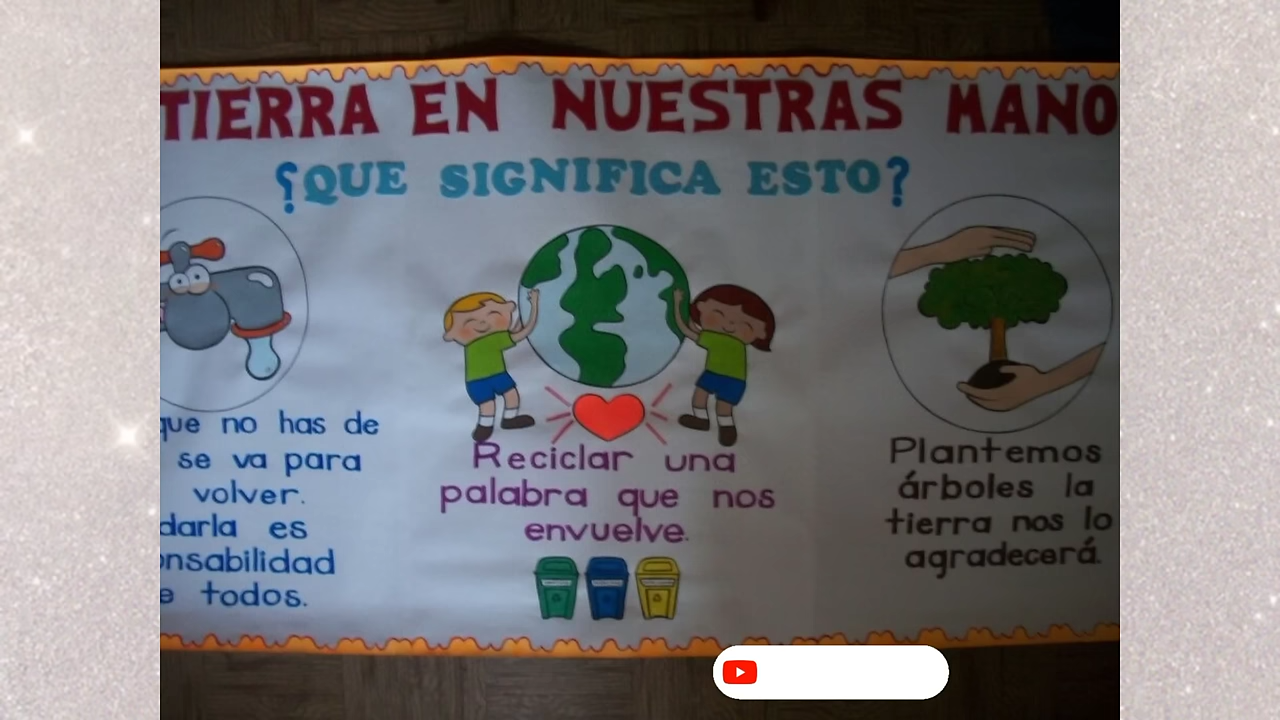 TIERRA EN NUESTRAS MANO
¿QUE SIGNIFICA ESTO?
que no has de
se va para
volver.
darla es
onsabilidad
e todos.
Reciclar una
palabra que nos
envuelve.
Plantemos
árboles la
tierra nos lo
agradecerá.